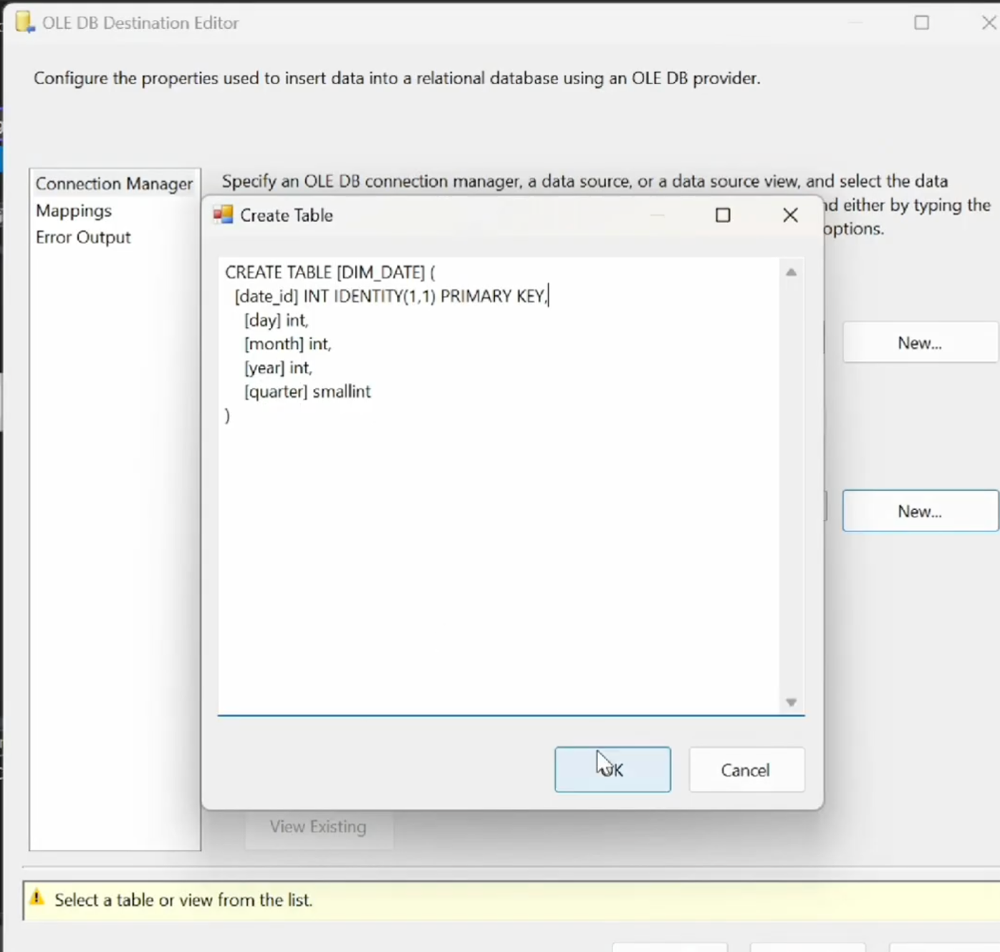 OLE DB Destination Editor
Configure the properties used to insert data into a relational database using an OLE DB provider.
Connection Manager
Mappings
Error Output
Specify an OLE DB connection manager, a data source, or a data source view, and select the data
nd either by typing the
options.
Create Table
CREATE TABLE [DIM_DATE] (
[date_id] INT IDENTITY(1,1) PRIMARY KEY,
[day] int,
[month] int,
[year] int,
[quarter] smallint
)
New...
New...
OK
Cancel
View Existing
Select a table or view from the list.